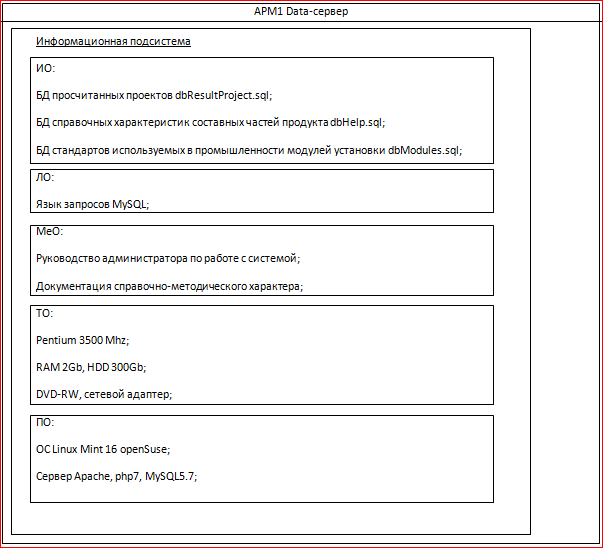 АРМ1 Data-сервер
Информационная подсистема
ИО:
БД просчитанных проектов dbResultProject.sql;
БД справочных характеристик составных частей продукта dbHelp.sql;
БД стандартов используемых в промышленности модулей установки dbModules.sql;
ЛО:
Язык запросов MySQL;
МеО:
Руководство администратора по работе с системой;
Документация справочно-методического характера;
ТО:
Pentium 3500 Mhz;
RAM 2Gb, HDD 300Gb;
DVD-RW, сетевой адаптер;
ПО:
ОС Linux Mint 16 openSuse;
Сервер Apache, php7, MySQL5.7;